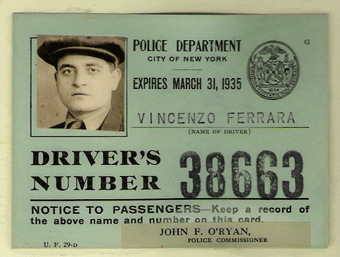 POLICE DEPARTMENT
CITY OF NEW YORK
G
EXPIRES MARCH 31, 1935
VINCENZO FERRARA
(NAME OF DRIVER)
DRIVER'S
NUMBER
38663
NOTICE TO PASSENGERS—Keep a record of
the above name and number on this card.
JOHN F. O'RYAN,
POLICE COMMISSIONER
U. F. 29-D